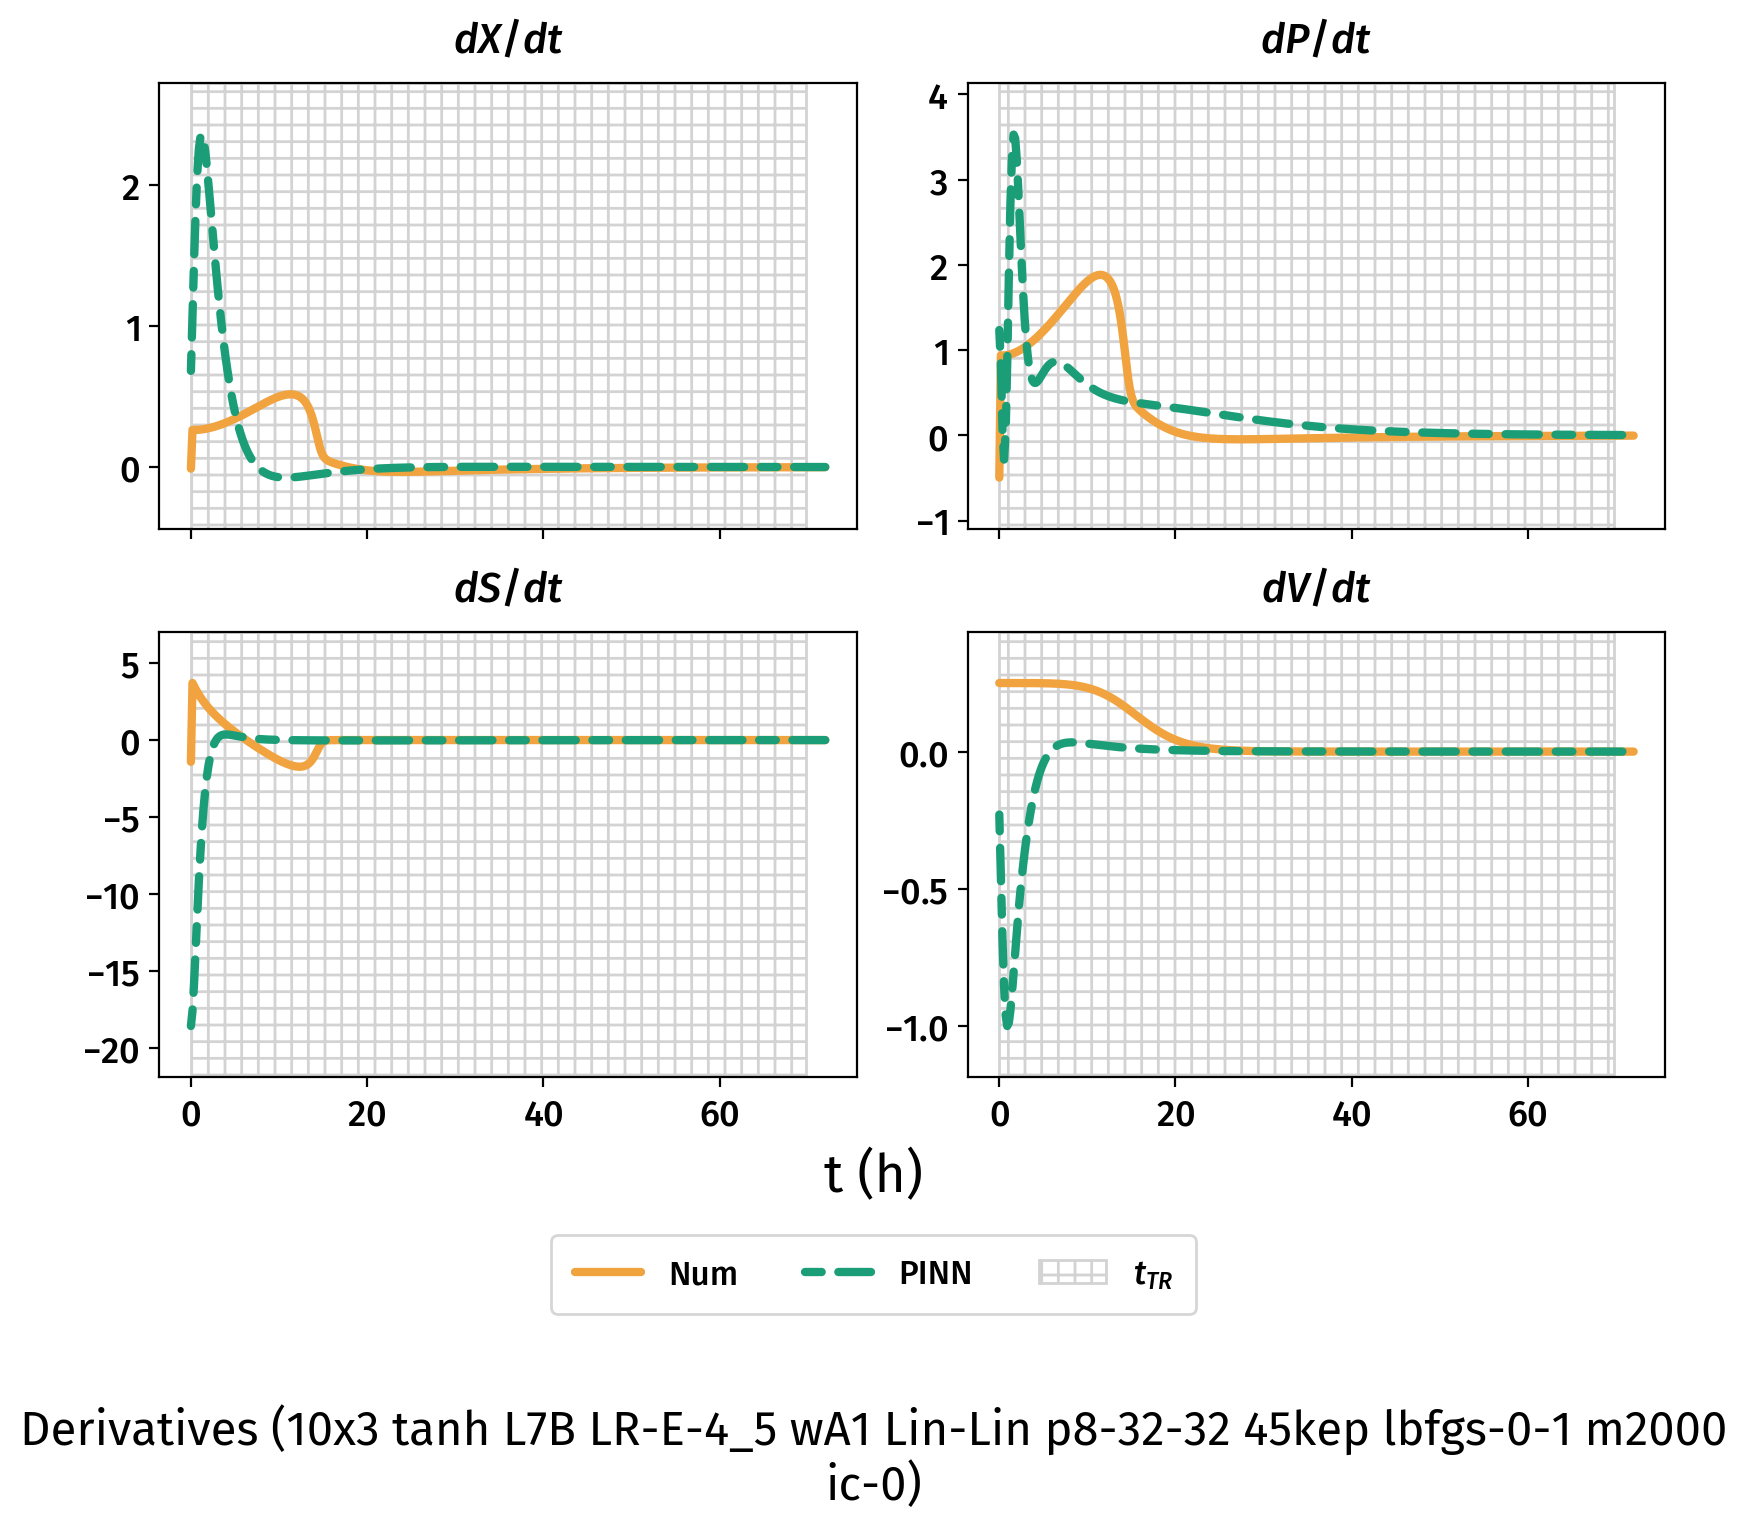 dX/dt
dP/dt
2
1
0
4
3
2
1
0
−1
dS/dt
dV/dt
5
0
−5
−10
−15
−20
0.0
−0.5
−1.0
0 20 40 60
0 20 40 60
t (h)
Num PINN tTR
Derivatives (10x3 tanh L7B LR-E-4_5 wA1 Lin-Lin p8-32-32 45kep lbfgs-0-1 m2000
ic-0)